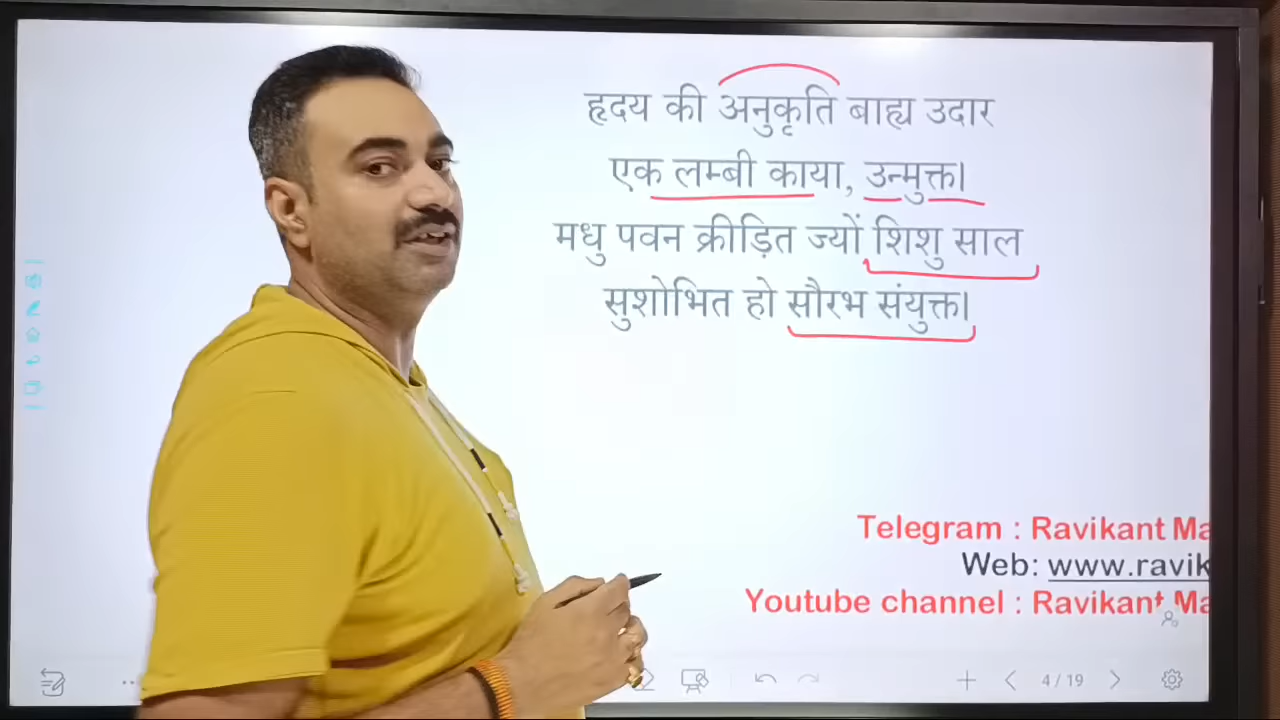 हृदय की अनुकृति बाह्य उदार
एक लम्बी काया, उन्मुक्त।
मधु पवन क्रीड़ित ज्यों शिशु साल
सुशोभित हो सौरभ संयुक्त।
Telegram : Ravikant Ma
Web: www.ravik
Youtube channel : Ravikant Ma
4 / 19